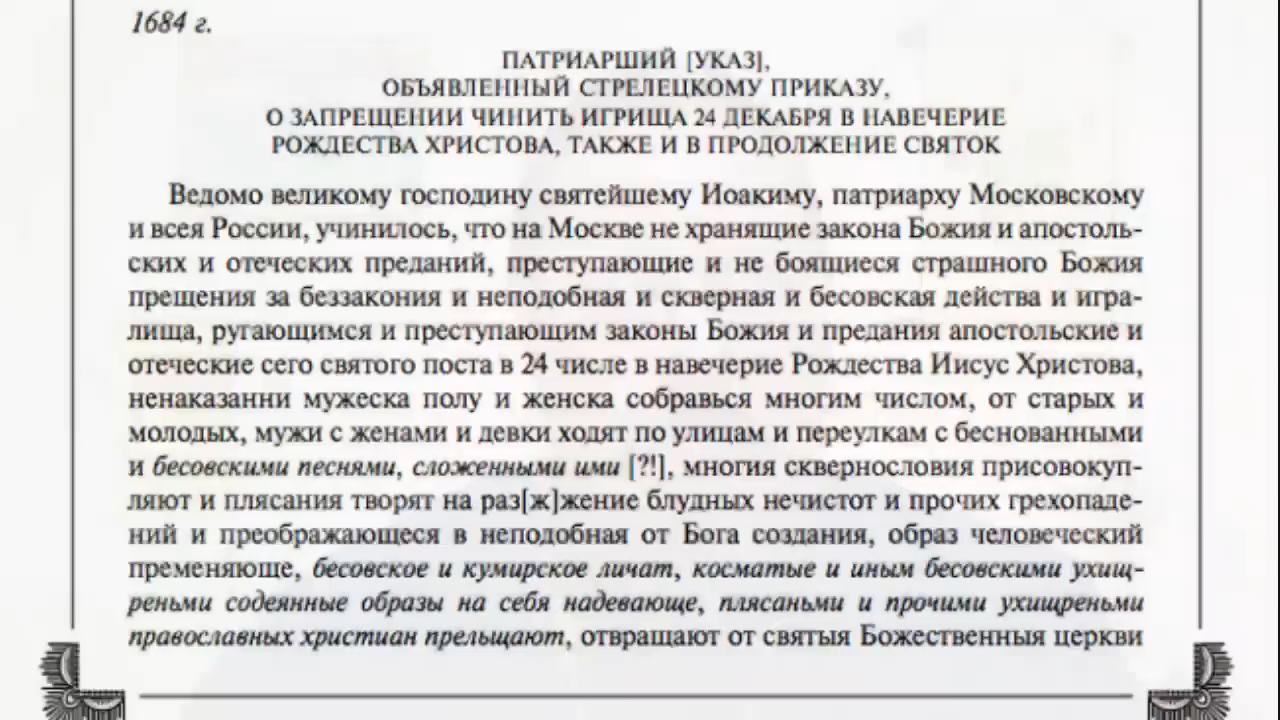 1684 г.
ПАТРИАРШИЙ [УКАЗ],
ОБЪЯВЛЕННЫЙ СТРЕЛЕЦКОМУ ПРИКАЗУ,
О ЗАПРЕЩЕНИИ ЧИНИТЬ ИГРИЩА 24 ДЕКАБРЯ В НАВЕЧЕРИЕ
РОЖДЕСТВА ХРИСТОВА, ТАКЖЕ И В ПРОДОЛЖЕНИЕ СВЯТОК
Ведомо великому господину святейшему Иоакиму, патриарху Московскому
и всея России, учинилось, что на Москве не хранящие закона Божия и апостоль-
ских и отеческих преданий, преступающие и не боящиеся страшного Божия
прещения за беззакония и неподобная и скверная и бесовская действа и игра-
лища, ругающимся и преступающим законы Божия и предания апостольские и
отеческие сего святого поста в 24 числе в навечерие Рождества Иисус Христова,
ненаказанни мужеска полу и женска собравься многим числом, от старых и
молодых, мужи с женами и девки ходят по улицам и переулкам с беснованными
и бесовскими песнями, сложенными ими [?!], многия сквернословия присовокуп-
ляют и плясания творят на раз[ж]жение блудных нечистот и прочих грехопаде-
ний и преображающеся в неподобная от Бога создания, образ человеческий
пременяюще, бесовское и кумирское личат, косматые и иным бесовскими ухищ-
реньми содеянные образы на себя надевающе, плясаньми и прочими ухищреньми
православных христиан прельщают, отвращают от святыя Божественныя церкви